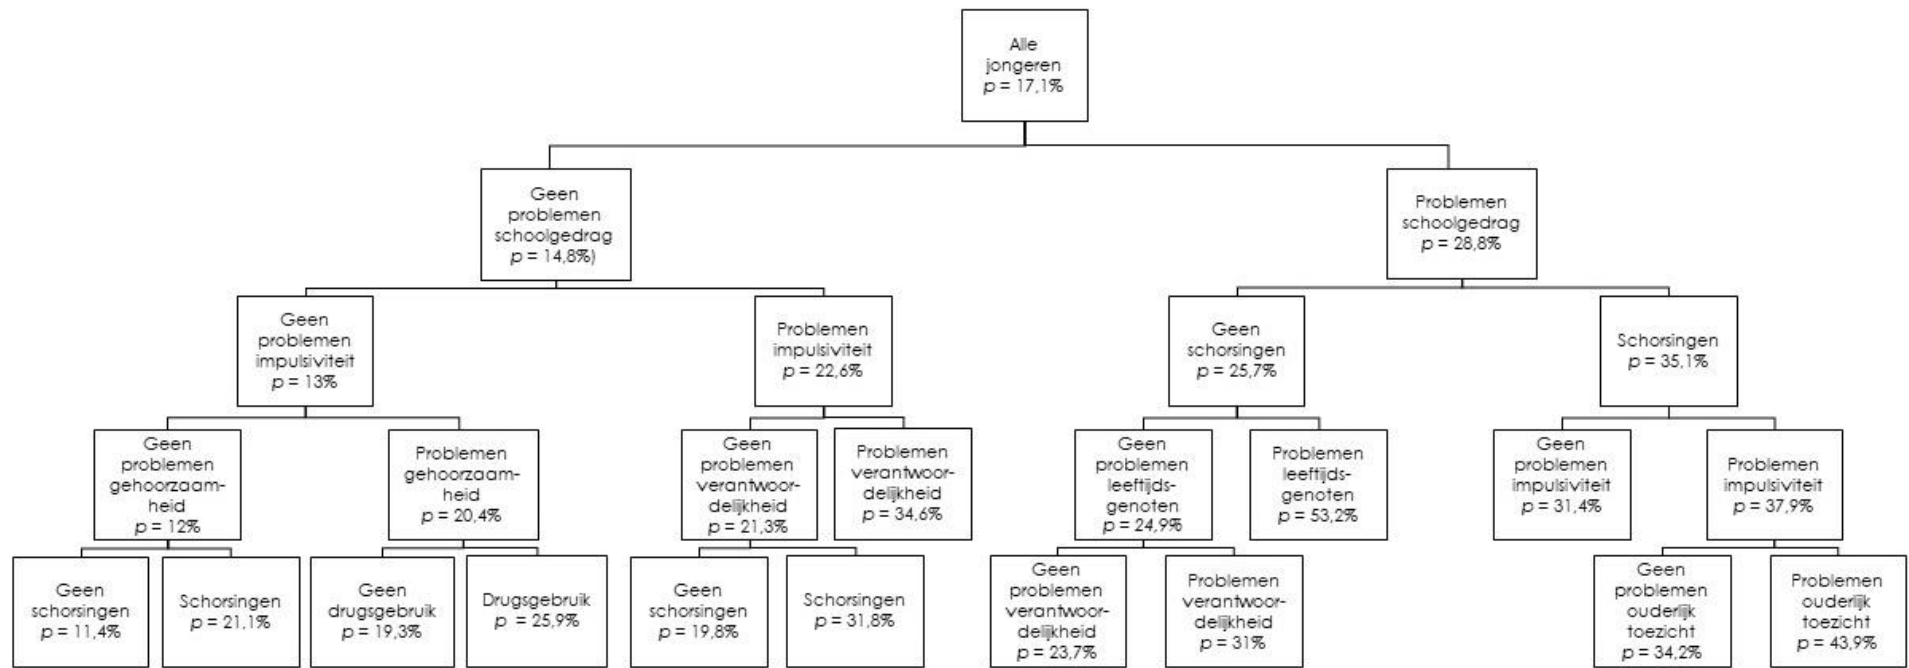 Alle
jongeren
p = 17,1%
Geen
problemen
schoolgedrag
p = 14,8%)
Problemen
schoolgedrag
p = 28,8%
Geen
problemen
impulsiviteit
p = 13%
Problemen
impulsiviteit
p = 22,6%
Geen
schorsingen
p = 25,7%
Schorsingen
p = 35,1%
Geen
problemen
gehoorzaam-
heid
p = 12%
Problemen
gehoorzaam-
heid
p = 20,4%
Geen
problemen
verantwoor-
delijkheid
p = 21,3%
Problemen
verantwoor-
delijkheid
p = 34,6%
Geen
problemen
leeftijds-
genoten
p = 24,9%
Problemen
leeftijds-
genoten
p = 53,2%
Geen
problemen
impulsiviteit
p = 31,4%
Problemen
impulsiviteit
p = 37,9%
Geen
schorsingen
p = 11,4%
Schorsingen
p = 21,1%
Geen
drugsgebruik
p = 19,3%
Drugsgebruik
p = 25,9%
Geen
schorsingen
p = 19,8%
Schorsingen
p = 31,8%
Geen
problemen
verantwoor-
delijkheid
p = 23,7%
Problemen
verantwoor-
delijkheid
p = 31%
Geen
problemen
ouderlijk
toezicht
p = 34,2%
Problemen
ouderlijk
toezicht
p = 43,9%